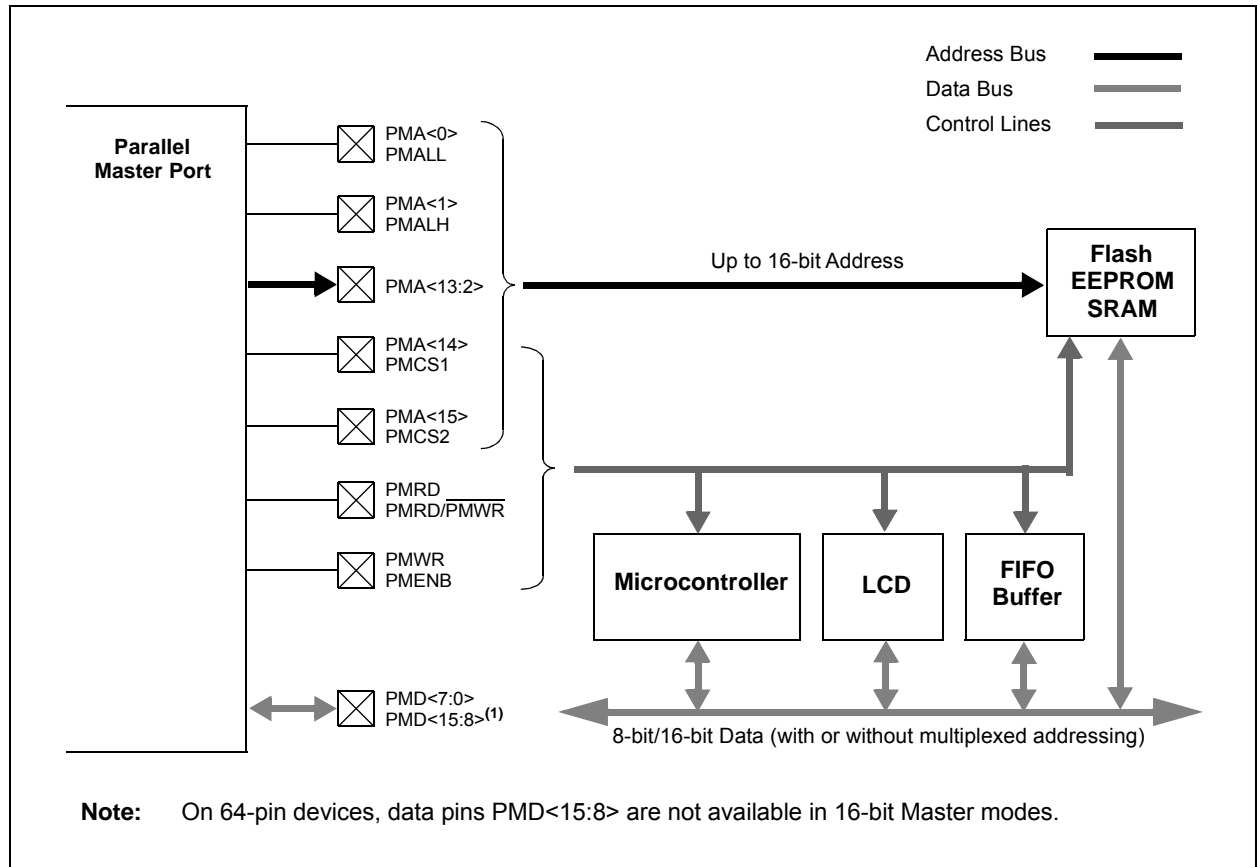 Address Bus
Data Bus
Control Lines
Parallel
Master Port
PMA<0>
PMALL
PMA<1>
PMALH
PMA<13:2>
PMA<14>
PMCS1
PMA<15>
PMCS2
PMRD
PMRD/PMWR
PMWR
PMENB
PMD<7:0>
PMD<15:8>(1)
Up to 16-bit Address
Flash
EEPROM
SRAM
Microcontroller
LCD
FIFO
Buffer
8-bit/16-bit Data (with or without multiplexed addressing)
Note: On 64-pin devices, data pins PMD<15:8> are not available in 16-bit Master modes.